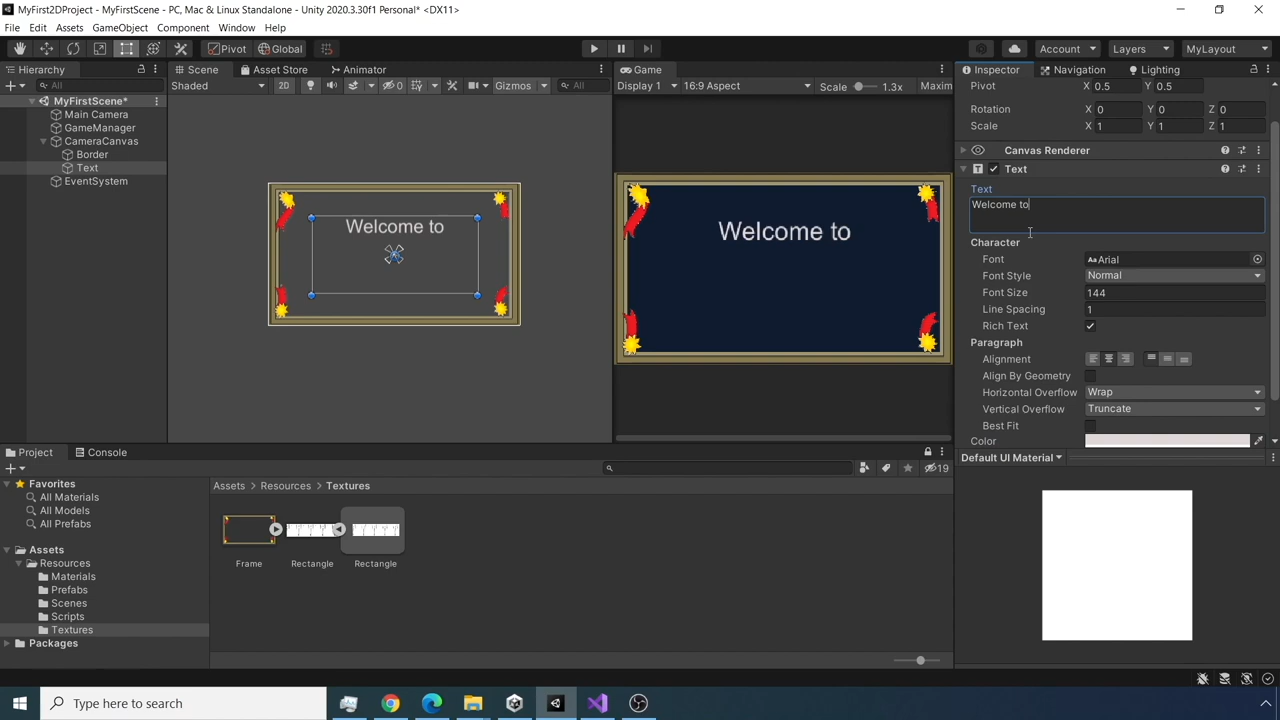 MyFirst2DProject - MyFirstScene - PC, Mac & Linux Standalone - Unity 2020.3.30f1 Personal* <DX11>
File Edit Assets GameObject Component Window Help
Pivot Global Account Layers MyLayout
Hierarchy Scene Asset Store Animator Game Inspector Navigation Lighting
All Shaded 2D 0 Gizmos All Display 1 16:9 Aspect Scale 1.3x Maxim
Pivot X 0.5 Y 0.5
MyFirstScene*
Main Camera
GameManager
CameraCanvas
Border
Text
EventSystem
Welcome to
Welcome to
Rotation X 0 Y 0 Z 0
Scale X 1 Y 1 Z 1
Canvas Renderer
Text
Text
Welcome to
Character
Font Aa Arial
Font Style Normal
Font Size 144
Line Spacing 1
Rich Text
Paragraph
Alignment
Align By Geometry
Horizontal Overflow Wrap
Vertical Overflow Truncate
Best Fit
Color
Default UI Material
Project Console
19
Favorites
All Materials
All Models
All Prefabs
Assets
Resources
Materials
Prefabs
Scenes
Scripts
Textures
Packages
Assets Resources Textures
Frame Rectangle Rectangle
Type here to search